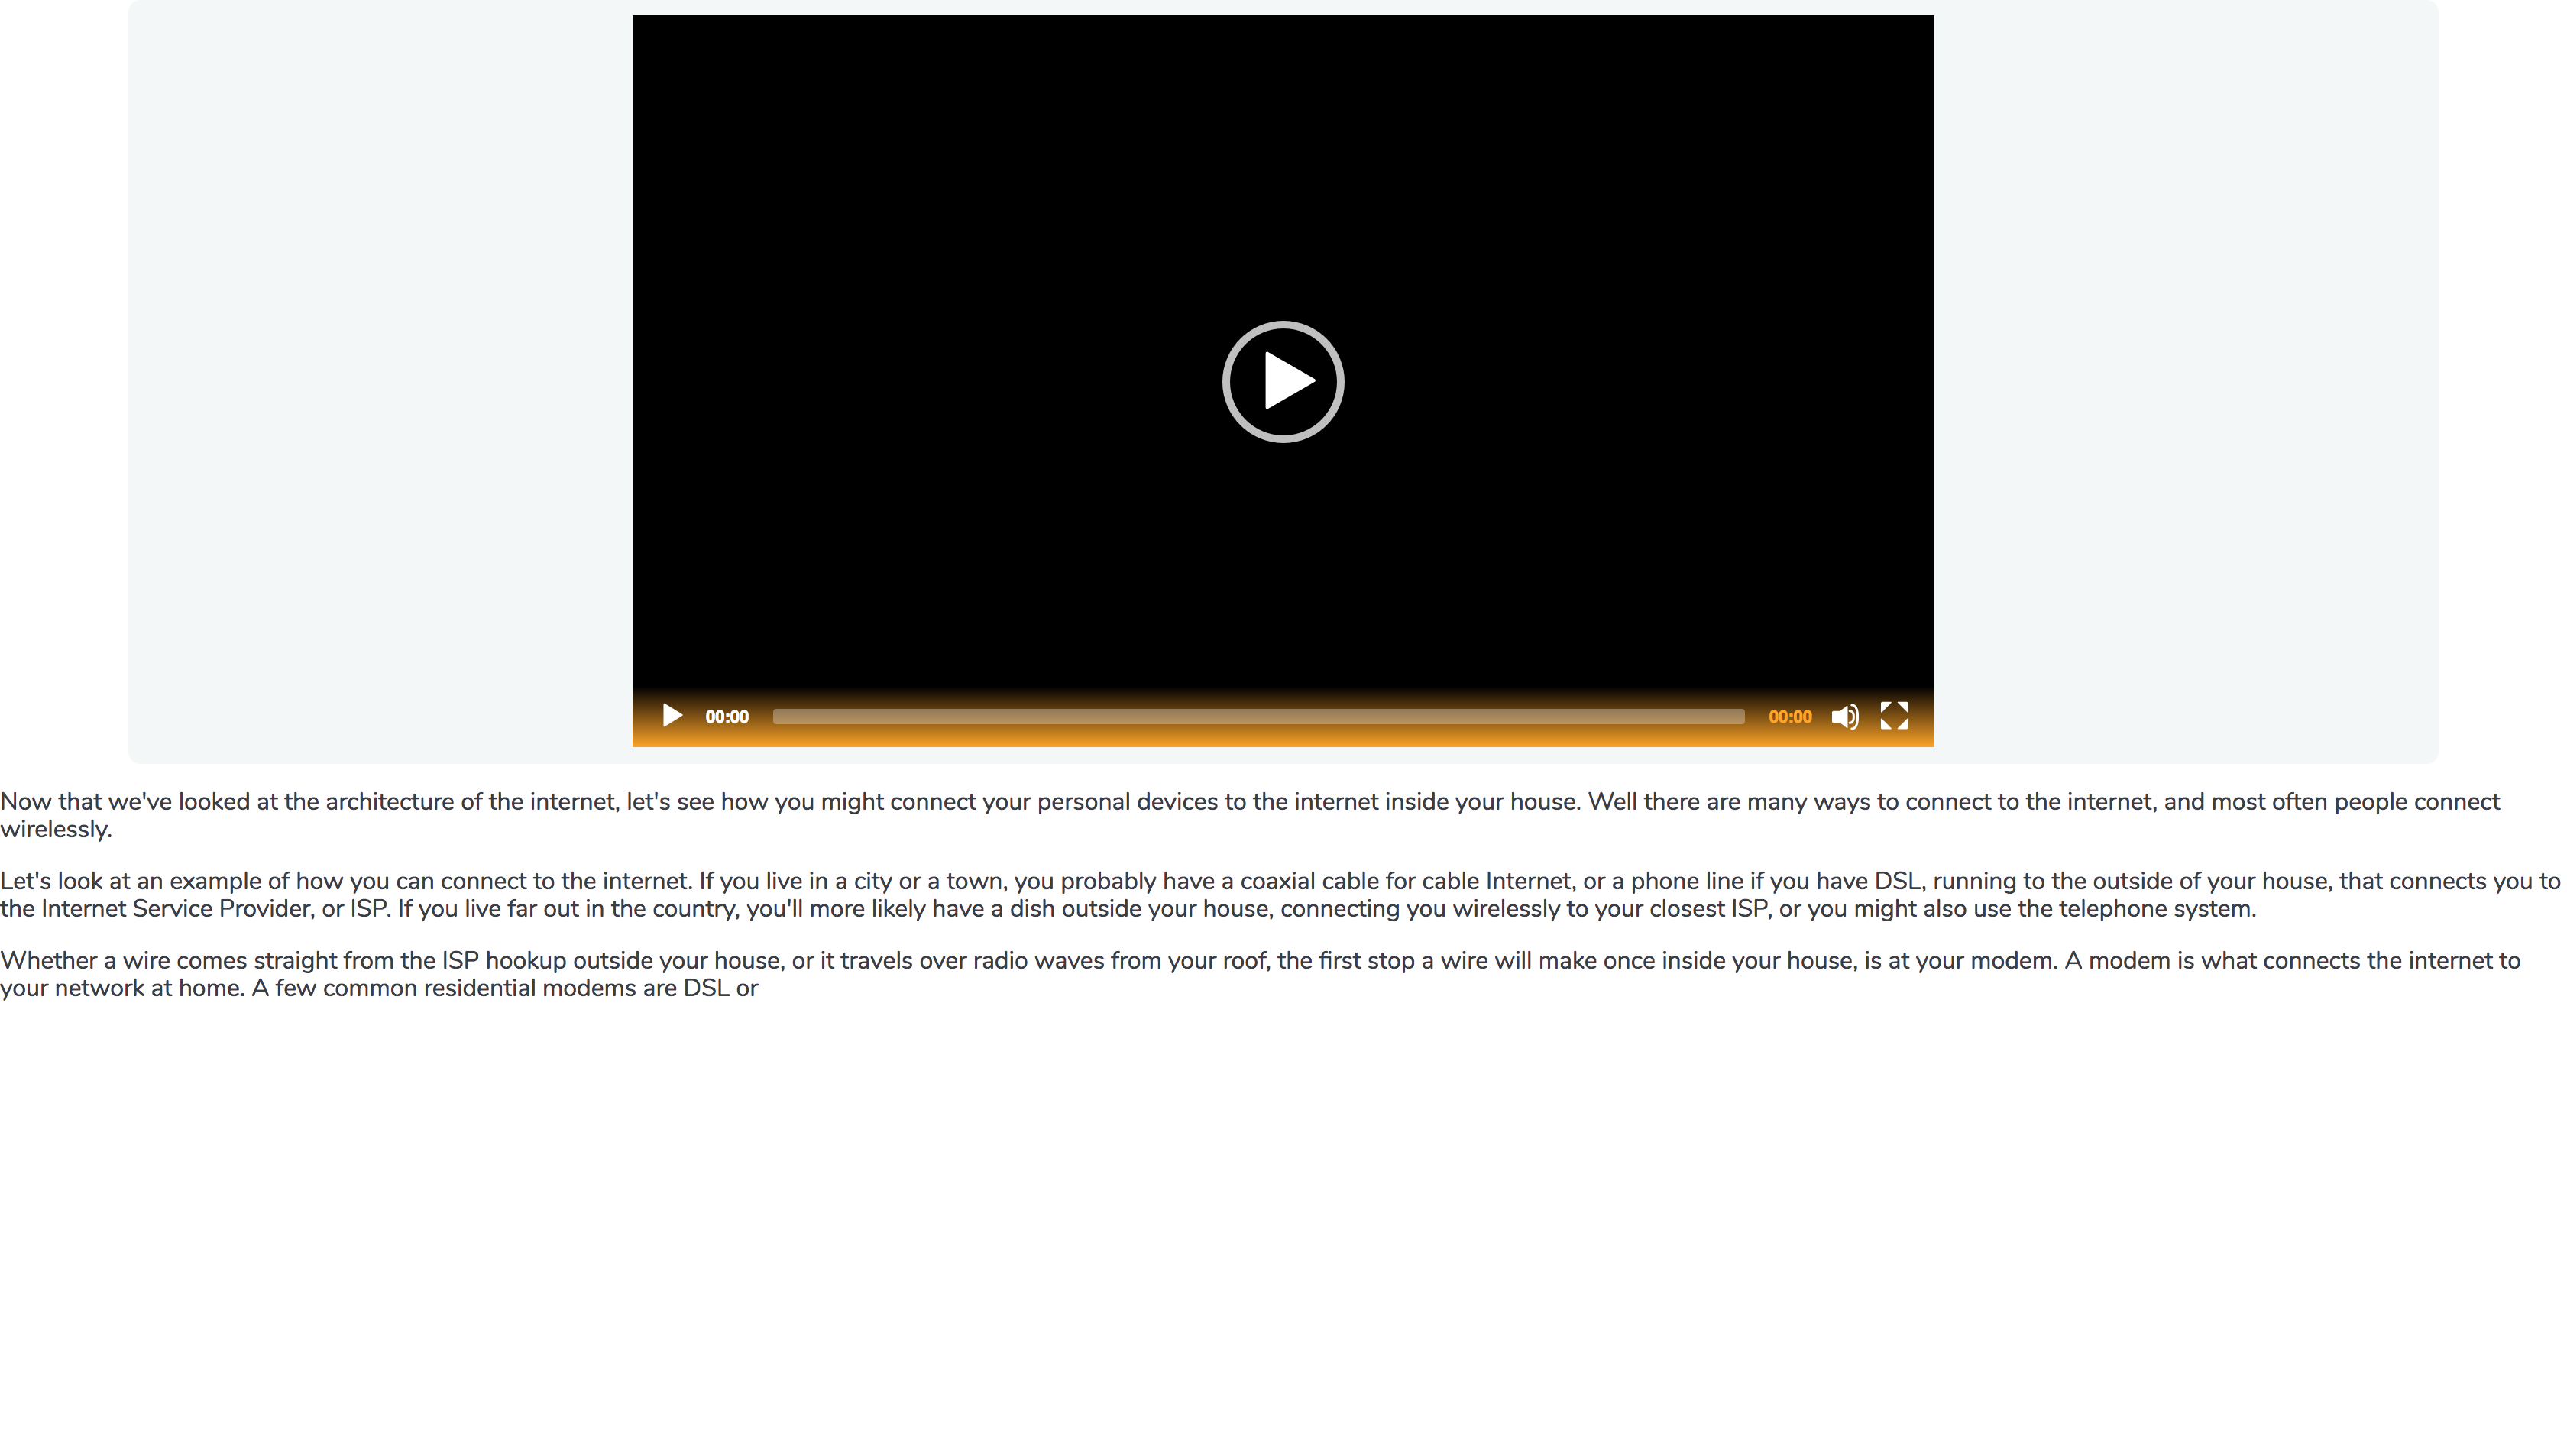 00:00
00:00
Now that we've looked at the architecture of the internet, let's see how you might connect your personal devices to the internet inside your house. Well there are many ways to connect to the internet, and most often people connect
wirelessly.
Let's look at an example of how you can connect to the internet. If you live in a city or a town, you probably have a coaxial cable for cable Internet, or a phone line if you have DSL, running to the outside of your house, that connects you to
the Internet Service Provider, or ISP. If you live far out in the country, you'll more likely have a dish outside your house, connecting you wirelessly to your closest ISP, or you might also use the telephone system.
Whether a wire comes straight from the ISP hookup outside your house, or it travels over radio waves from your roof, the first stop a wire will make once inside your house, is at your modem. A modem is what connects the internet to
your network at home. A few common residential modems are DSL or